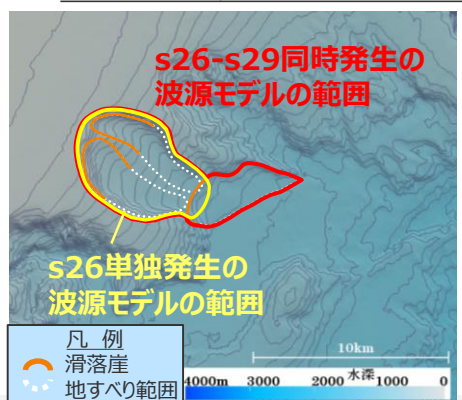 s26-s29同時発生の
波源モデルの範囲
s26単独発生の
波源モデルの範囲
凡 例
滑落崖
地すべり範囲
10km
4000m 3000 2000 水深 1000 0